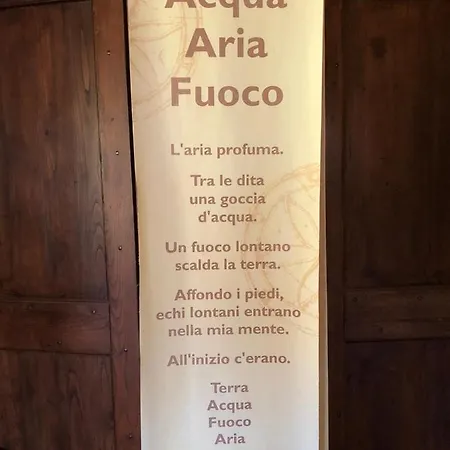 Acqua
Aria
Fuoco
L'aria profuma.
Tra le dita
una goccia
d'acqua.
Un fuoco lontano
scalda la terra.
Affondo i piedi,
echi lontani entrano
nella mia mente.
All'inizio c'erano.
Terra
Acqua
Fuoco
Aria